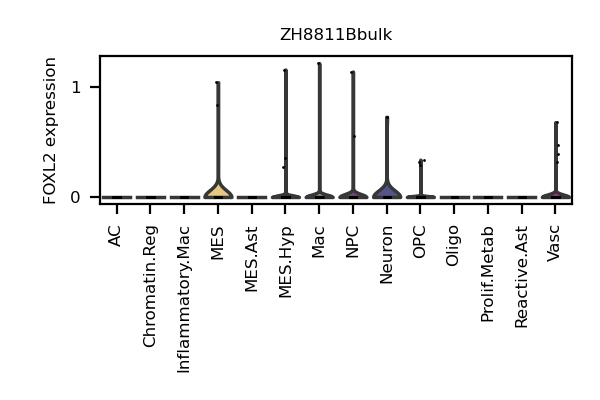 ZH8811Bbulk
FOXL2 expression
1
0
AC
Chromatin.Reg
Inflammatory.Mac
MES
MES.Ast
MES.Hyp
Mac
NPC
Neuron
OPC
Oligo
Prolif.Metab
Reactive.Ast
Vasc